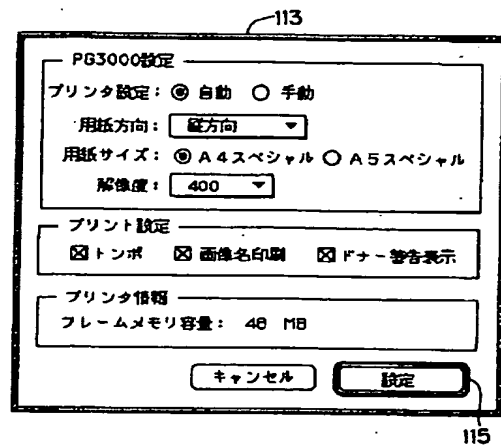 113
PG3000設定
プリンタ設定： 自動 手動
用紙方向： 縦方向
用紙サイズ： A4スペシャル A5スペシャル
解像度： 400
プリント設定
トンボ 画像名印刷 ドナー警告表示
プリンタ情報
フレームメモリ容量： 48 MB
キャンセル 設定
115